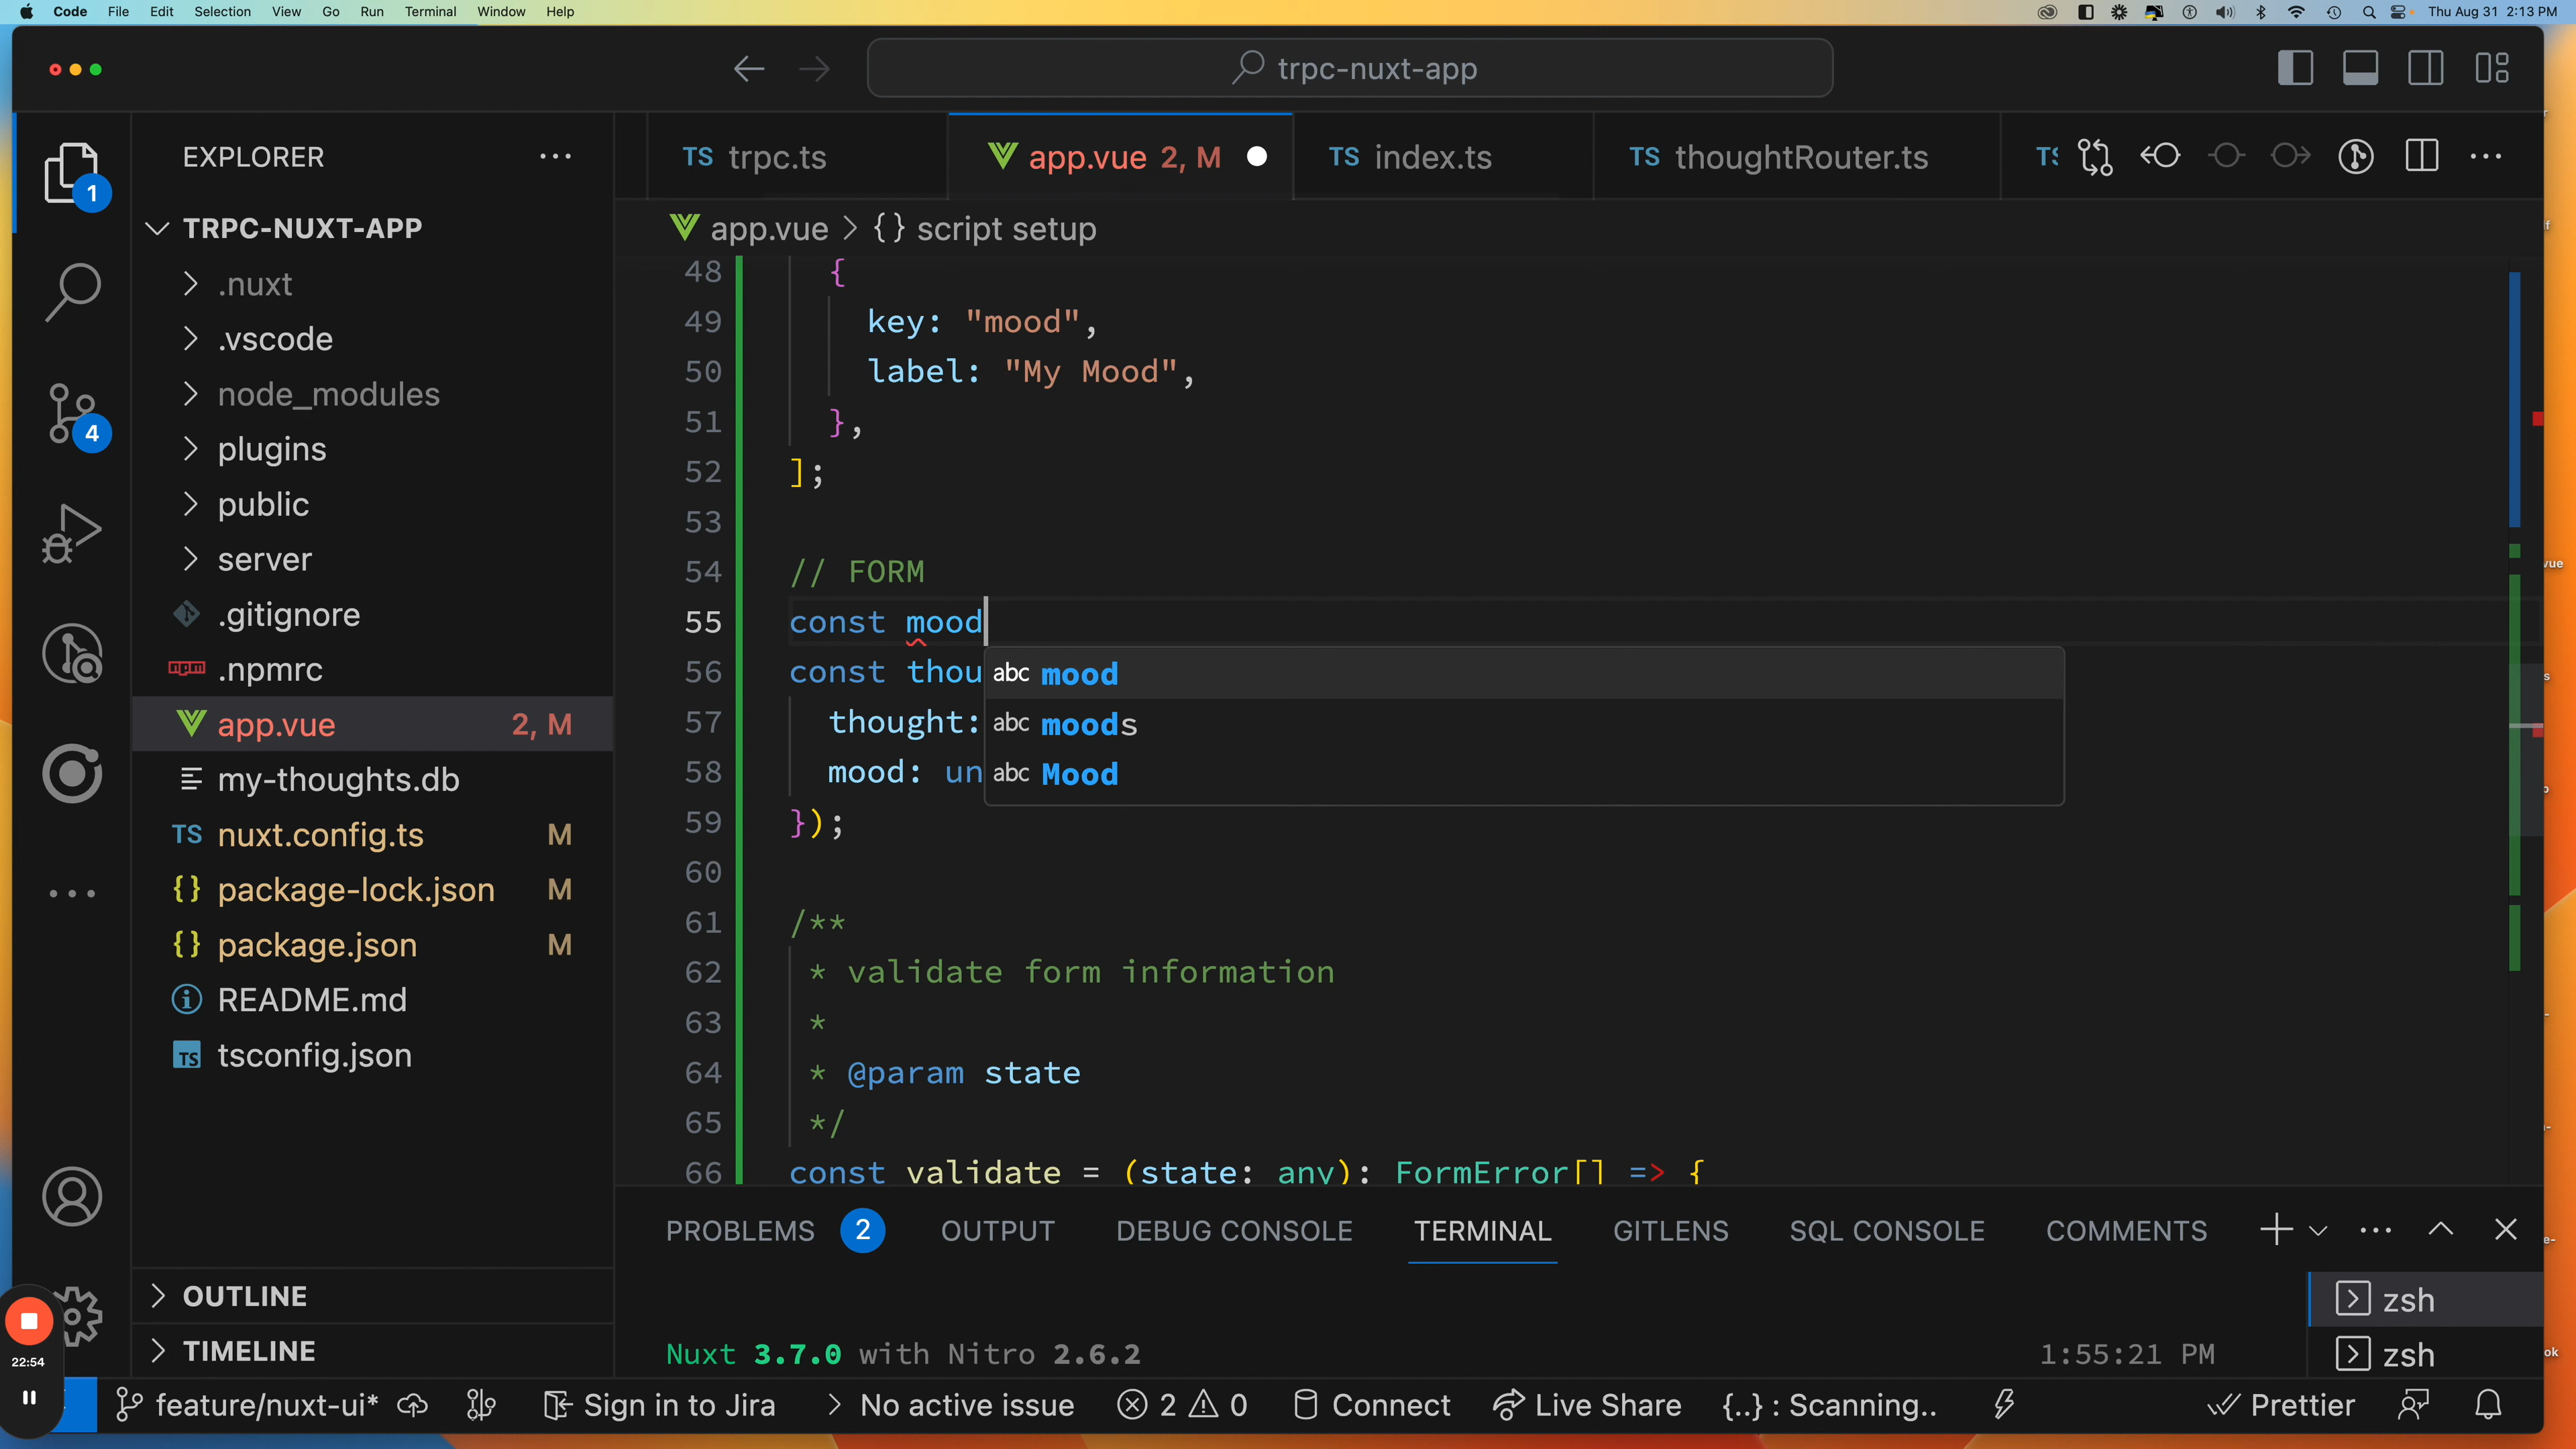 Code File Edit Selection View Go Run Terminal Window Help Thu Aug 31 2:13 PM
trpc-nuxt-app
EXPLORER
TS trpc.ts app.vue 2, M TS index.ts TS thoughtRouter.ts
1
TRPC-NUXT-APP
app.vue > {} script setup
.nuxt
.vscode
node_modules
4
plugins
public
server
.gitignore
.npmrc
app.vue 2, M
my-thoughts.db
TS nuxt.config.ts M
{} package-lock.json M
{} package.json M
README.md
TS tsconfig.json
OUTLINE
TIMELINE
48 {
49 key: "mood",
50 label: "My Mood",
51 },
52 ];
53
54 // FORM
55 const mood
56 const thou
57 thought:
58 mood: un
59 });
60
61 /**
62 * validate form information
63 *
64 * @param state
65 */
66 const validate = (state: any): FormError[] => {
abc mood
abc moods
abc Mood
PROBLEMS 2 OUTPUT DEBUG CONSOLE TERMINAL GITLENS SQL CONSOLE COMMENTS
zsh
Nuxt 3.7.0 with Nitro 2.6.2 1:55:21 PM
zsh
22:54
feature/nuxt-ui* Sign in to Jira No active issue 2 0 Connect Live Share {..} : Scanning.. Prettier